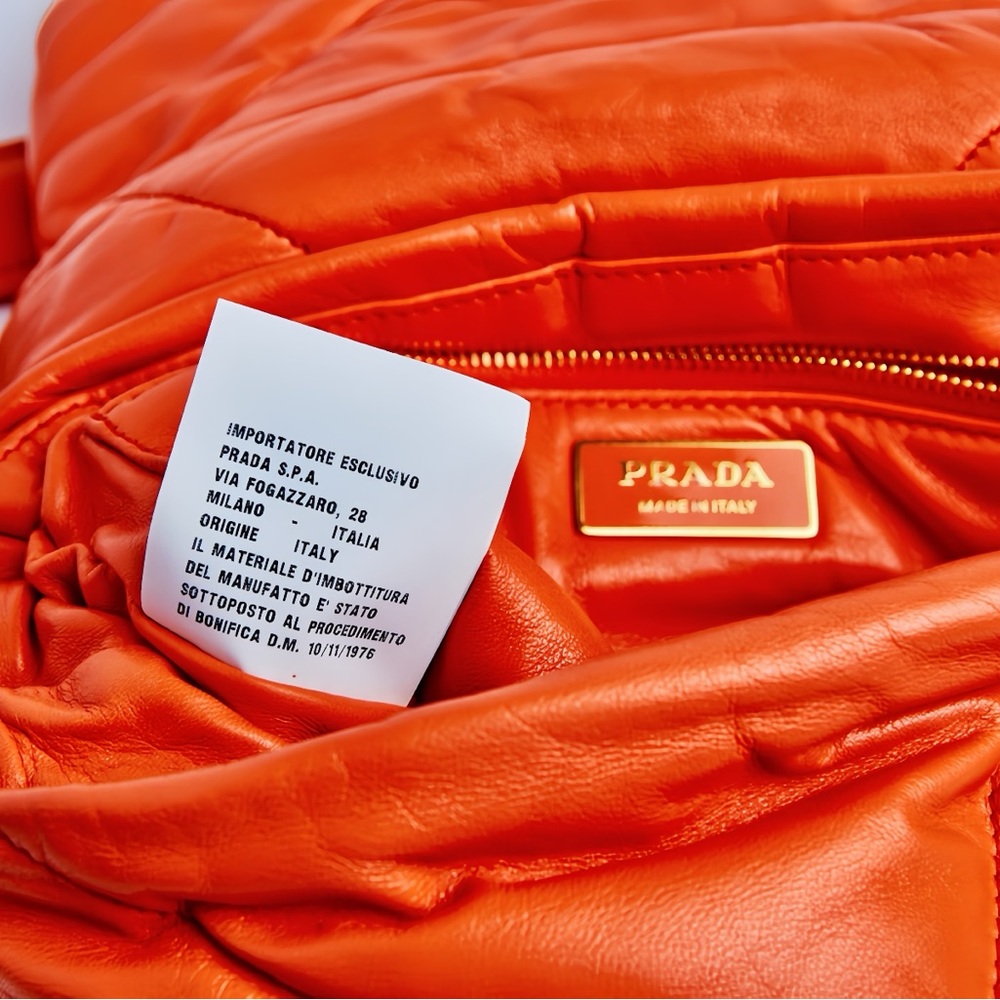 IMPORTATORE ESCLUSIVO
PRADA S.P.A.
VIA FOGAZZARO, 28
MILANO - ITALIA
ORIGINE ITALY
IL MATERIALE D'IMBOTTITURA
DEL MANUFATTO E' STATO
SOTTOPOSTO AL PROCEDIMENTO
DI BONIFICA D.M. 10/11/1976
PRADA
MADE IN ITALY